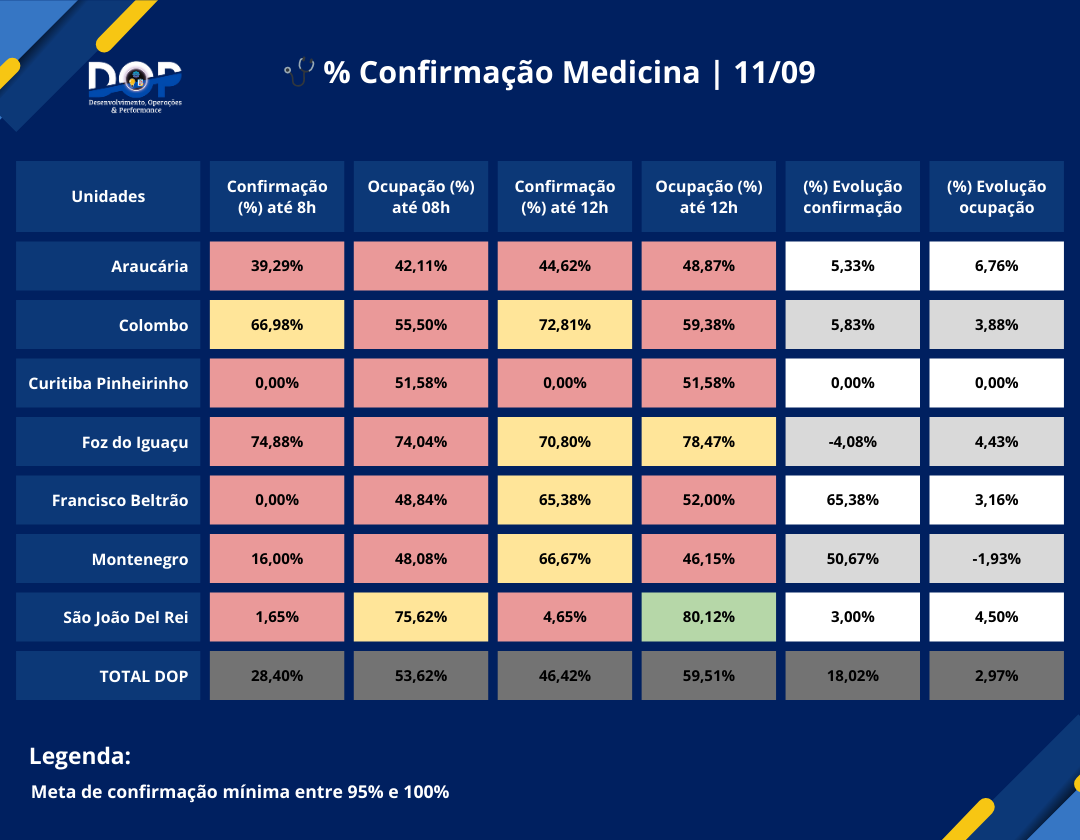 DOP
Desenvolvimento, Operações
& Performance
% Confirmação Medicina | 11/09
Unidades
Confirmação
(%) até 8h
Ocupação (%)
até 08h
Confirmação
(%) até 12h
Ocupação (%)
até 12h
(%) Evolução
confirmação
(%) Evolução
ocupação
Araucária 39,29% 42,11% 44,62% 48,87% 5,33% 6,76%
Colombo 66,98% 55,50% 72,81% 59,38% 5,83% 3,88%
Curitiba Pinheirinho 0,00% 51,58% 0,00% 51,58% 0,00% 0,00%
Foz do Iguaçu 74,88% 74,04% 70,80% 78,47% -4,08% 4,43%
Francisco Beltrão 0,00% 48,84% 65,38% 52,00% 65,38% 3,16%
Montenegro 16,00% 48,08% 66,67% 46,15% 50,67% -1,93%
São João Del Rei 1,65% 75,62% 4,65% 80,12% 3,00% 4,50%
TOTAL DOP 28,40% 53,62% 46,42% 59,51% 18,02% 2,97%
Legenda:
Meta de confirmação mínima entre 95% e 100%